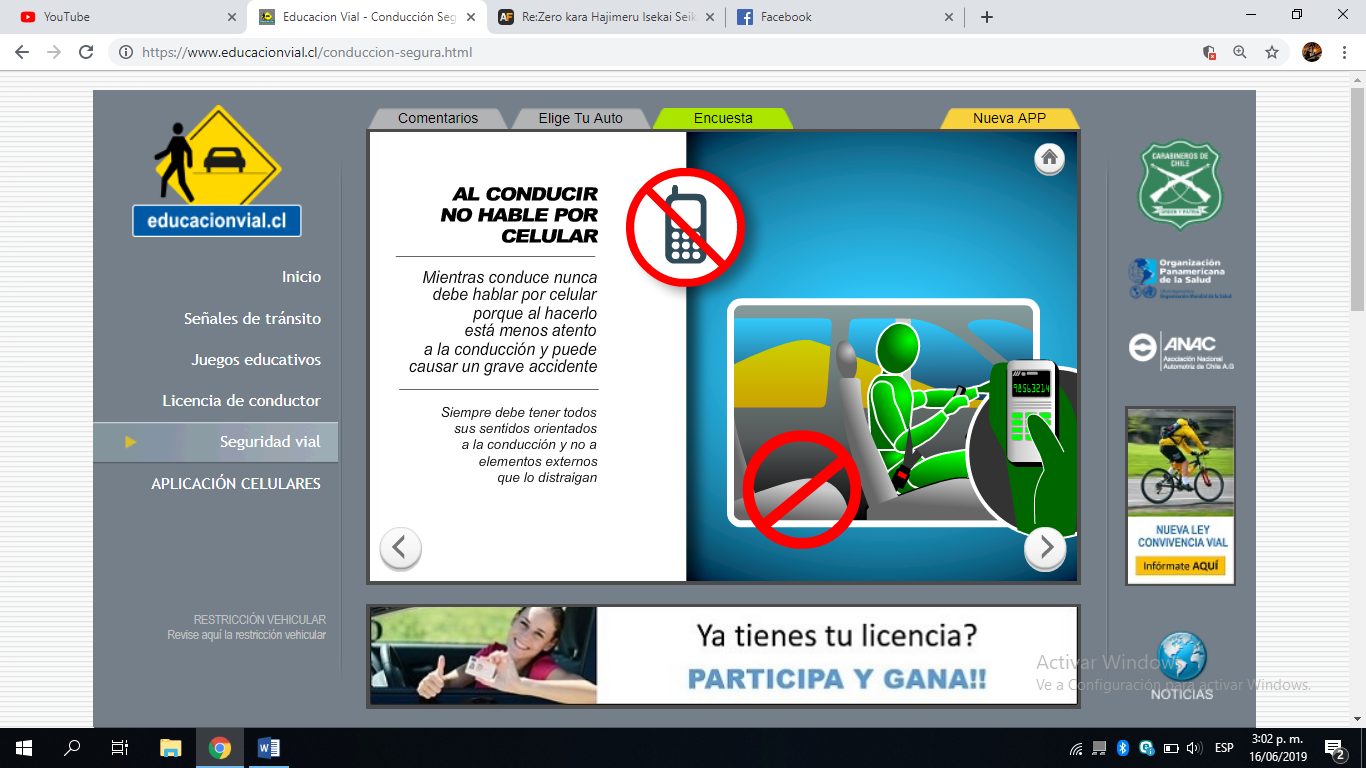 YouTube
Educacion Vial - Conducción Seg
Re:Zero kara Hajimeru Isekai Seik
Facebook
https://www.educacionvial.cl/conduccion-segura.html
educacionvial.cl
Inicio
Señales de tránsito
Juegos educativos
Licencia de conductor
Seguridad vial
APLICACIÓN CELULARES
RESTRICCIÓN VEHICULAR
Revise aquí la restricción vehicular
Comentarios
Elige Tu Auto
Encuesta
Nueva APP
AL CONDUCIR
NO HABLE POR
CELULAR
Mientras conduce nunca
debe hablar por celular
porque al hacerlo
está menos atento
a la conducción y puede
causar un grave accidente
Siempre debe tener todos
sus sentidos orientados
a la conducción y no a
elementos externos
que lo distraigan
98563214
Ya tienes tu licencia?
PARTICIPA Y GANA!!
CARABINEROS DE
CHILE
ORDEN Y PATRIA
Organización
Panamericana
de la Salud
ANAC
Asociación Nacional
Automotriz de Chile A.G
NUEVA LEY
CONVIVENCIA VIAL
Infórmate AQUÍ
NOTICIAS
Activar Windows
Ve a Configuración para activar Windows.
ESP
3:02 p. m.
16/06/2019
2